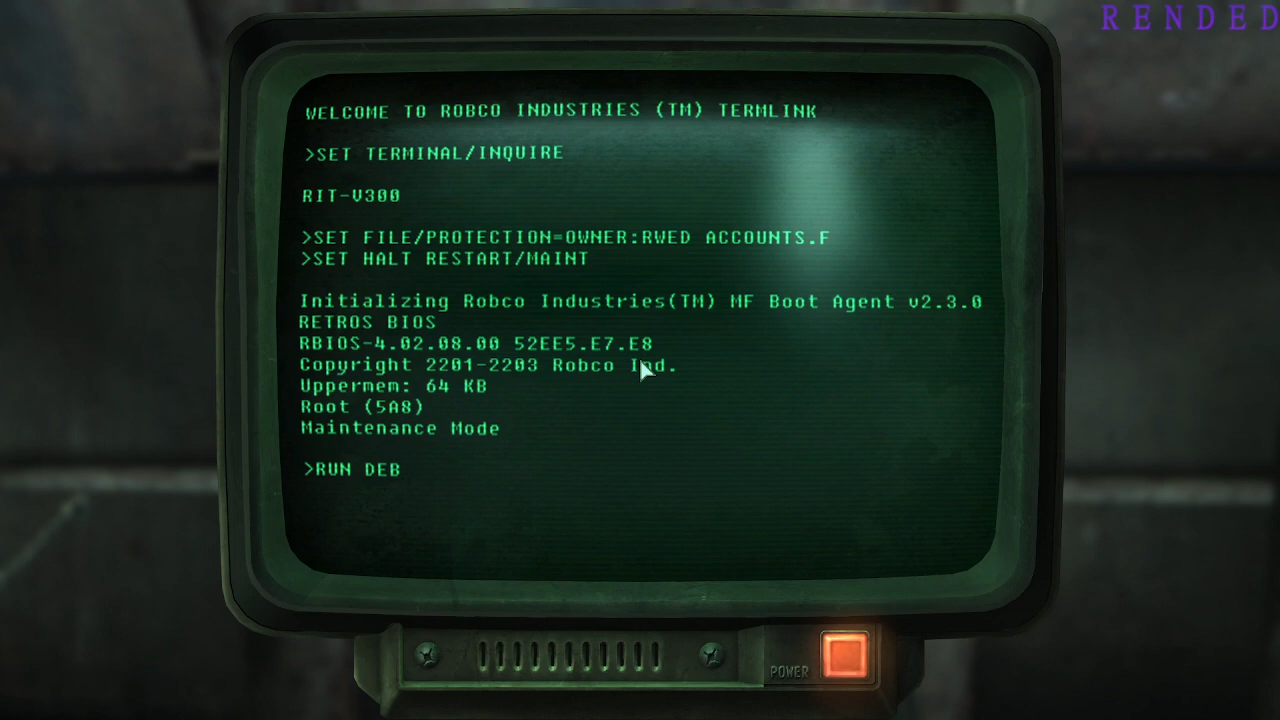 RENDED
WELCOME TO ROBCO INDUSTRIES (TM) TERMLINK
>SET TERMINAL/INQUIRE
RIT-V300
>SET FILE/PROTECTION=OWNER:RWED ACCOUNTS.F
>SET HALT RESTART/MAINT
Initializing Robco Industries(TM) MF Boot Agent v2.3.0
RETROS BIOS
RBIOS-4.02.08.00 52EE5.E7.E8
Copyright 2201-2203 Robco Ind.
Uppermem: 64 KB
Root (5A8)
Maintenance Mode
>RUN DEB
POWER